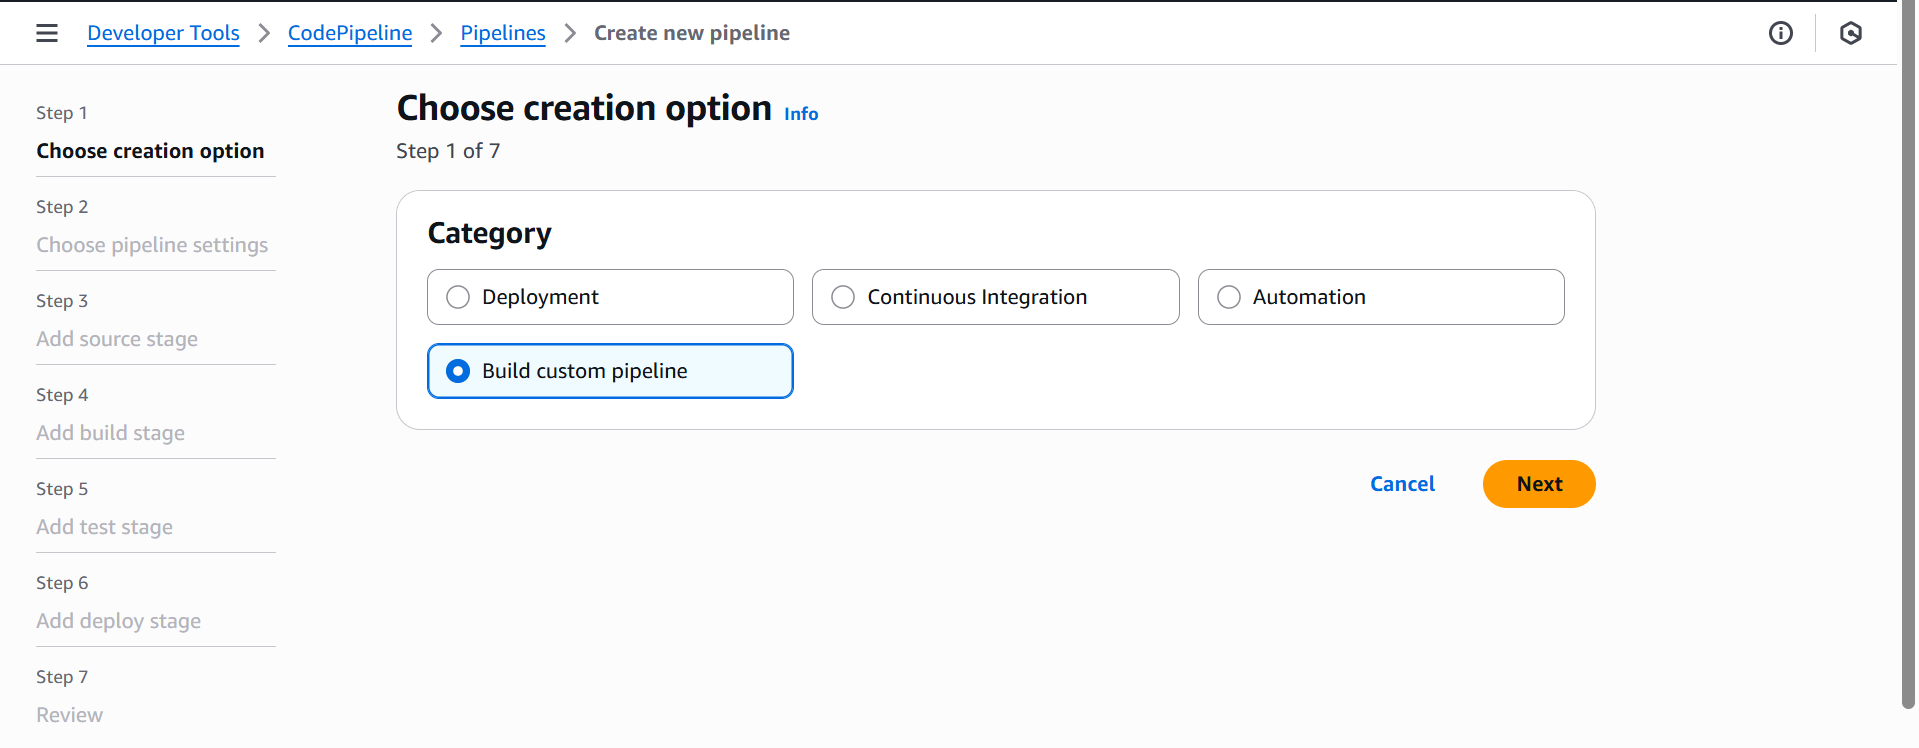 Developer Tools > CodePipeline > Pipelines > Create new pipeline
Step 1
Choose creation option
Step 2
Choose pipeline settings
Step 3
Add source stage
Step 4
Add build stage
Step 5
Add test stage
Step 6
Add deploy stage
Step 7
Review
Choose creation option Info
Step 1 of 7
Category
Deployment
Continuous Integration
Automation
Build custom pipeline
Cancel
Next